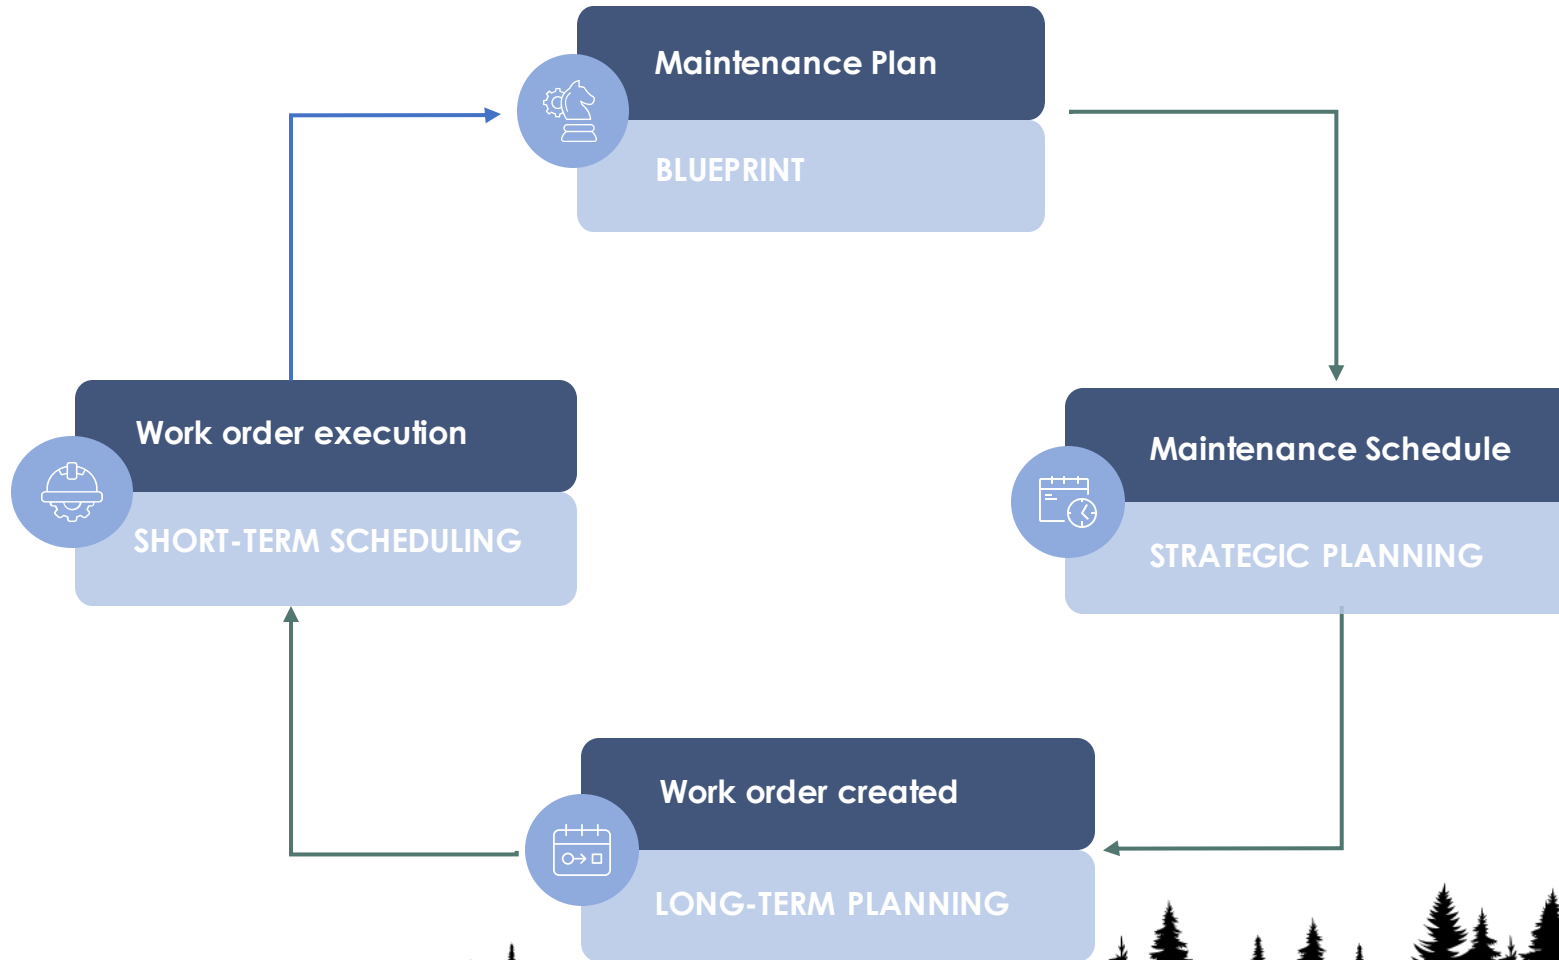 Maintenance Plan
BLUEPRINT
Work order execution
SHORT-TERM SCHEDULING
Maintenance Schedule
STRATEGIC PLANNING
Work order created
LONG-TERM PLANNING